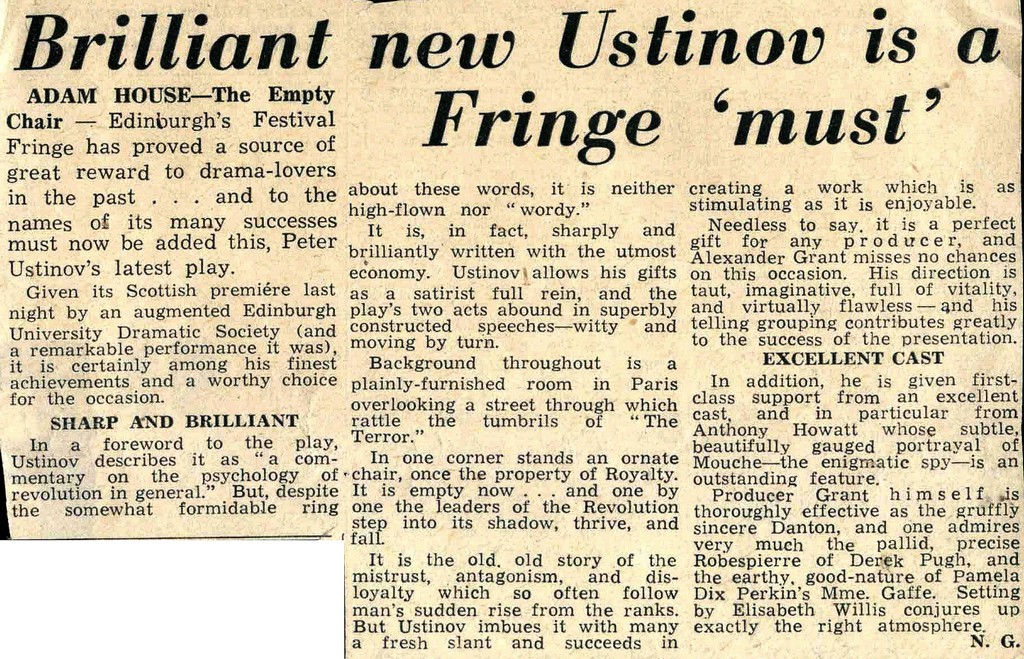 Brilliant new Ustinov is a
Fringe ‘must’
ADAM HOUSE—The Empty
Chair — Edinburgh's Festival
Fringe has proved a source of
great reward to drama-lovers
in the past . . . and to the
names of its many successes
must now be added this, Peter
Ustinov's latest play.
Given its Scottish premiére last
night by an augmented Edinburgh
University Dramatic Society (and
a remarkable performance it was),
it is certainly among his finest
achievements and a worthy choice
for the occasion.
SHARP AND BRILLIANT
In a foreword to the play,
Ustinov describes it as "a com-
mentary on the psychology of
revolution in general." But, despite
the somewhat formidable ring
about these words, it is neither
high-flown nor "wordy."
It is, in fact, sharply and
brilliantly written with the utmost
economy. Ustinov allows his gifts
as a satirist full rein, and the
play's two acts abound in superbly
constructed speeches—witty and
moving by turn.
Background throughout is a
plainly-furnished room in Paris
overlooking a street through which
rattle the tumbrils of "The
Terror."
In one corner stands an ornate
chair, once the property of Royalty.
It is empty now . . . and one by
one the leaders of the Revolution
step into its shadow, thrive, and
fall.
It is the old, old story of the
mistrust, antagonism, and dis-
loyalty which so often follow
man's sudden rise from the ranks.
But Ustinov imbues it with many
a fresh slant and succeeds in
creating a work which is as
stimulating as it is enjoyable.
Needless to say, it is a perfect
gift for any producer, and
Alexander Grant misses no chances
on this occasion. His direction is
taut, imaginative, full of vitality,
and virtually flawless — and his
telling grouping contributes greatly
to the success of the presentation.
EXCELLENT CAST
In addition, he is given first-
class support from an excellent
cast, and in particular from
Anthony Howatt whose subtle,
beautifully gauged portrayal of
Mouche—the enigmatic spy—is an
outstanding feature.
Producer Grant himself is
thoroughly effective as the gruffly
sincere Danton, and one admires
very much the pallid, precise
Robespierre of Derek Pugh, and
the earthy, good-nature of Pamela
Dix Perkin's Mme. Gaffe. Setting
by Elisabeth Willis conjures up
exactly the right atmosphere.
N. G.